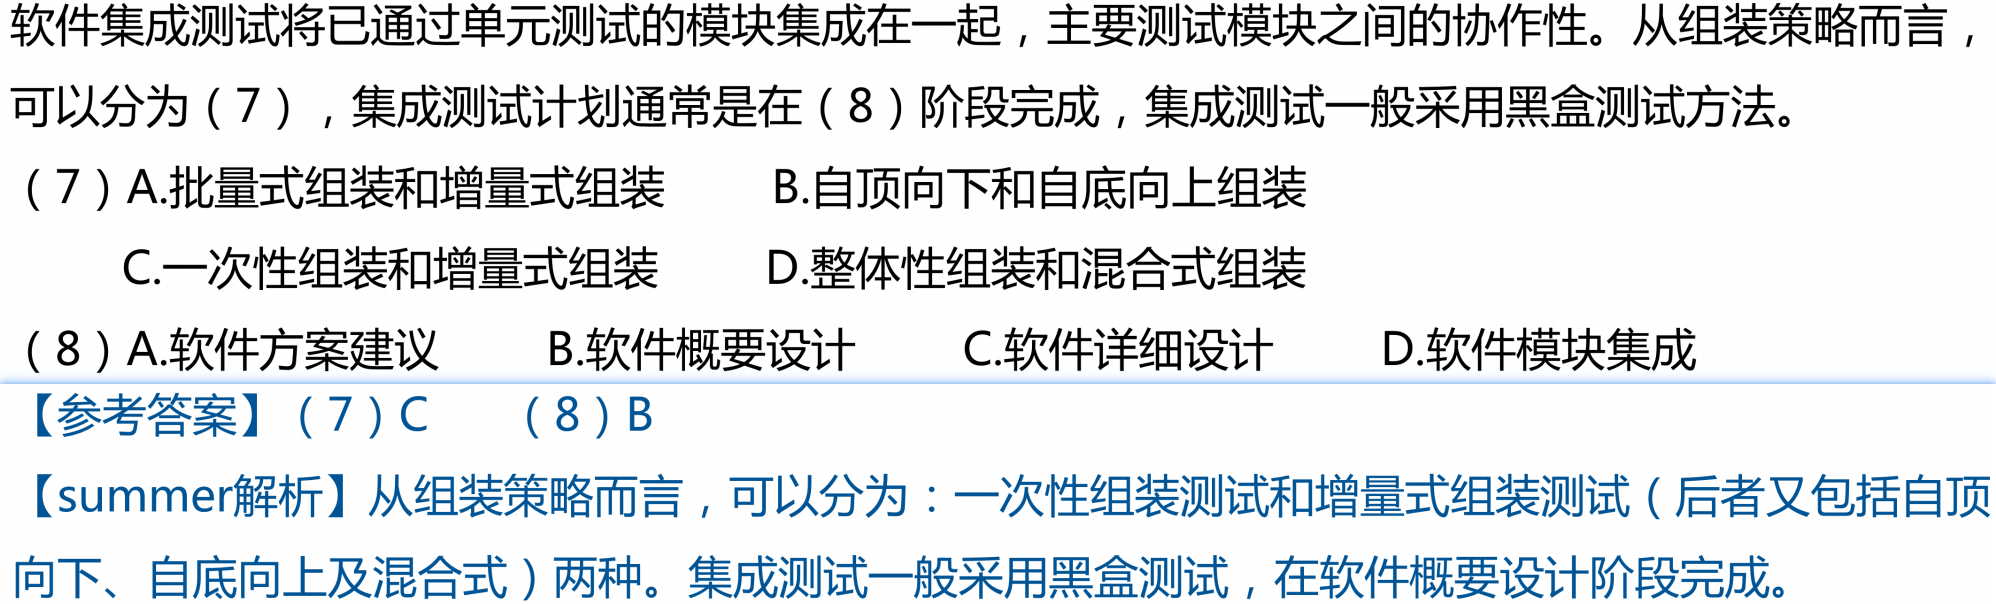 软件集成测试将已通过单元测试的模块集成在一起，主要测试模块之间的协作性。从组装策略而言，
可以分为（7），集成测试计划通常是在（8）阶段完成，集成测试一般采用黑盒测试方法。
（7）A.批量式组装和增量式组装 B.自顶向下和自底向上组装
C.一次性组装和增量式组装 D.整体性组装和混合式组装
（8）A.软件方案建议 B.软件概要设计 C.软件详细设计 D.软件模块集成
【参考答案】（7）C （8）B
【summer解析】从组装策略而言，可以分为：一次性组装测试和增量式组装测试（后者又包括自顶
向下、自底向上及混合式）两种。集成测试一般采用黑盒测试，在软件概要设计阶段完成。